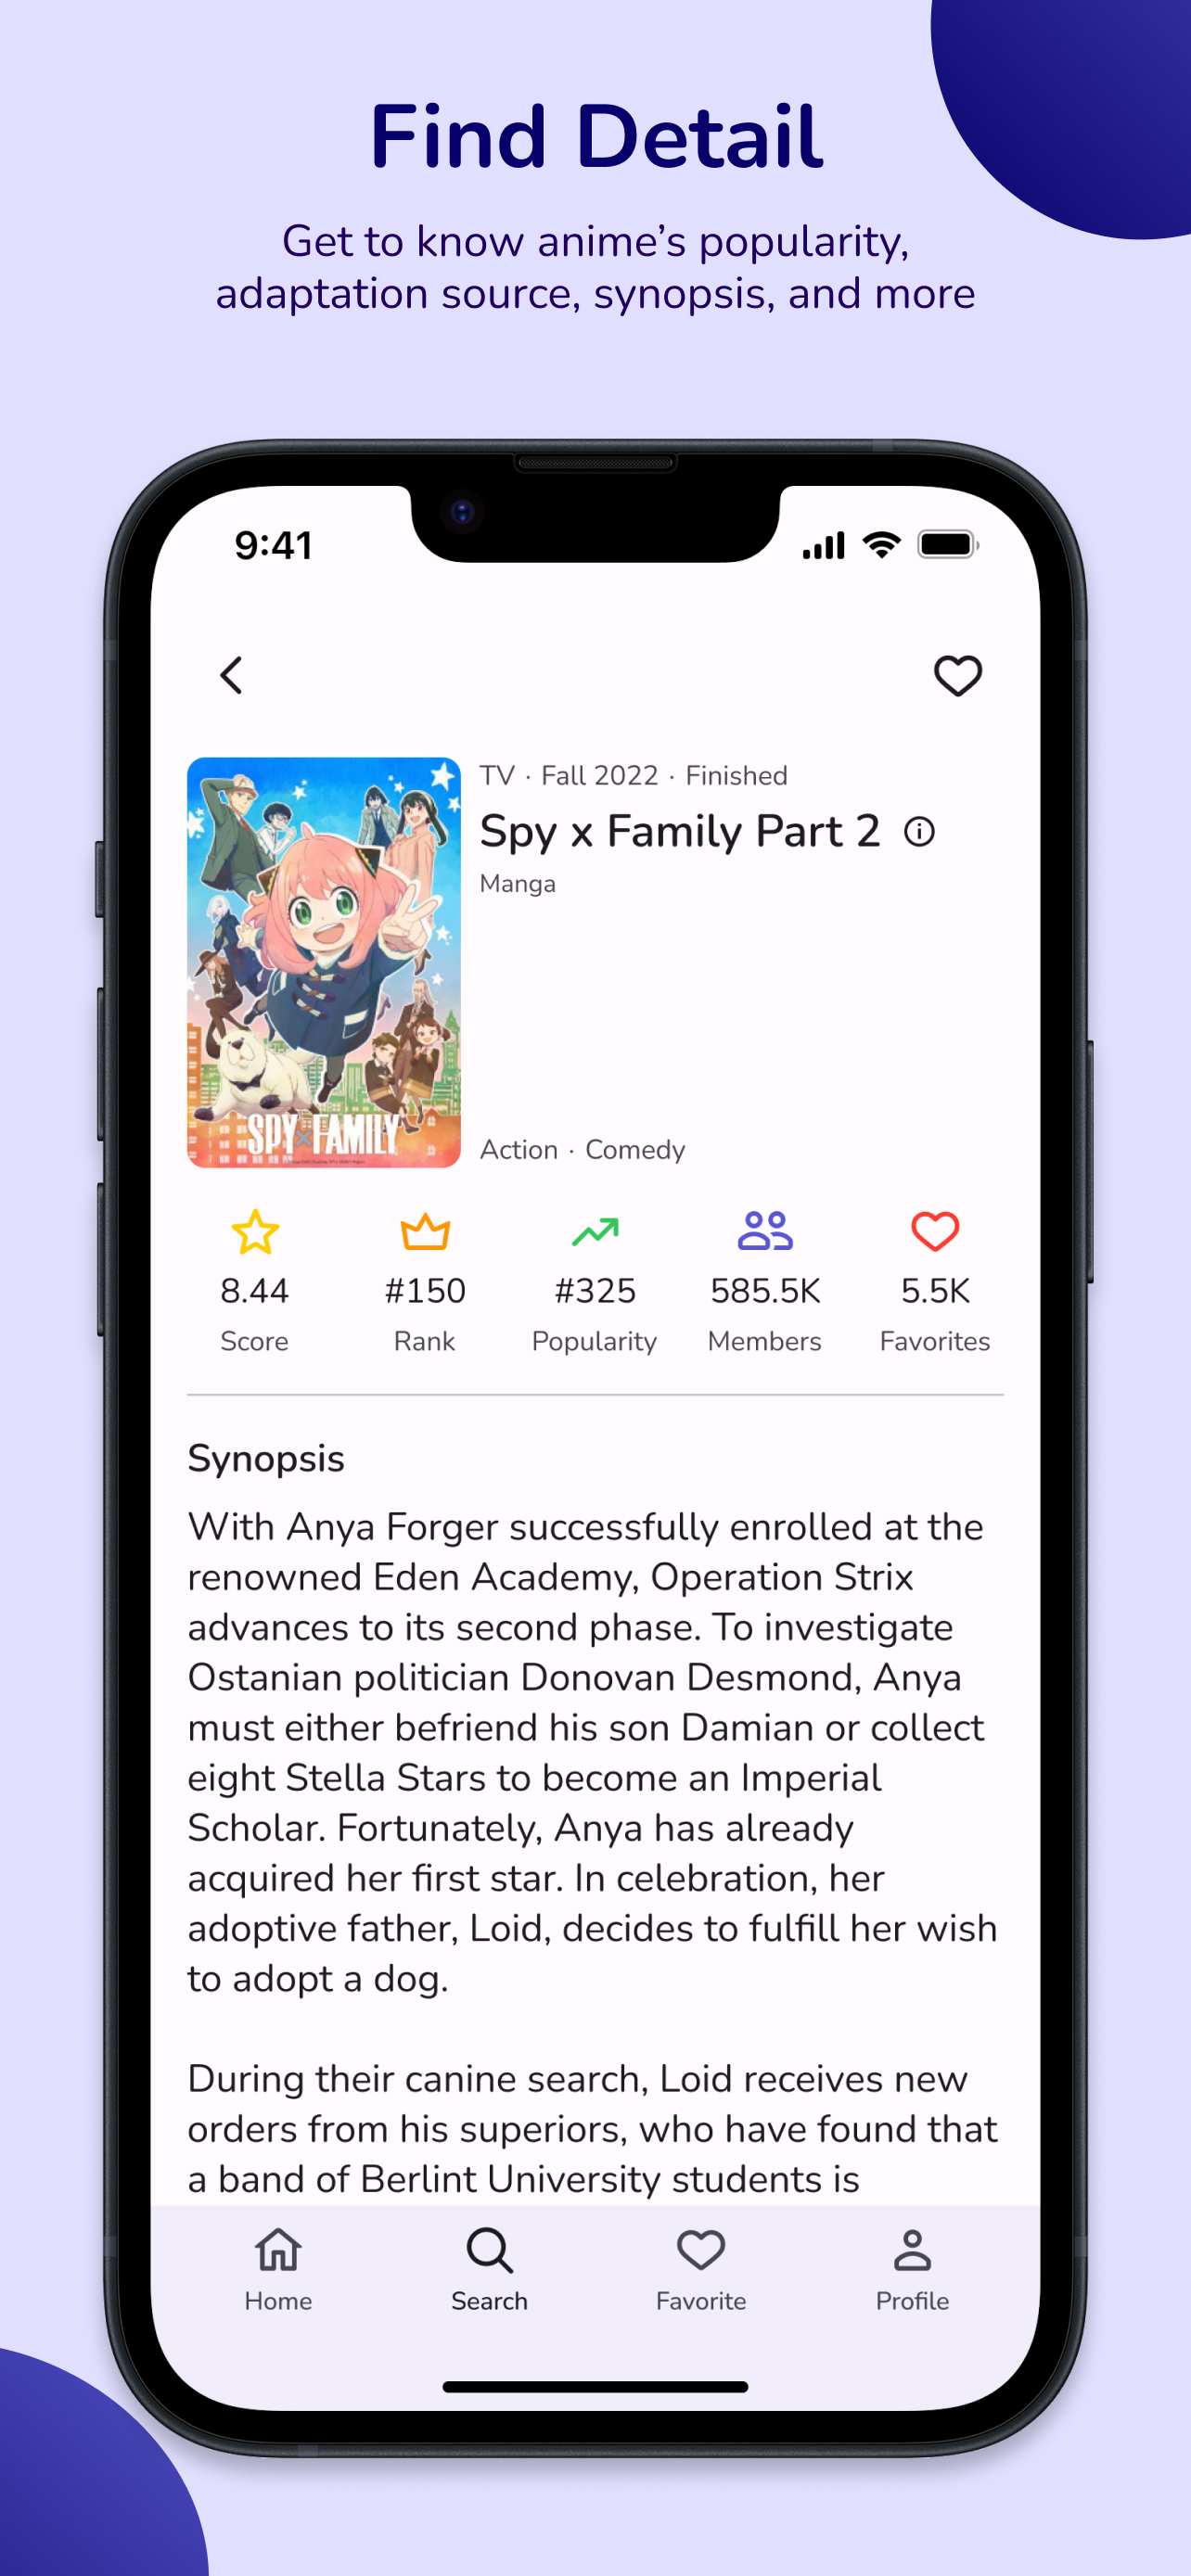 Find Detail
Get to know anime’s popularity,
adaptation source, synopsis, and more
9:41
TV · Fall 2022 · Finished
Spy x Family Part 2
Manga
SPY×FAMILY
Action · Comedy
8.44 #150 #325 585.5K 5.5K
Score Rank Popularity Members Favorites
Synopsis
With Anya Forger successfully enrolled at the
renowned Eden Academy, Operation Strix
advances to its second phase. To investigate
Ostanian politician Donovan Desmond, Anya
must either befriend his son Damian or collect
eight Stella Stars to become an Imperial
Scholar. Fortunately, Anya has already
acquired her first star. In celebration, her
adoptive father, Loid, decides to fulfill her wish
to adopt a dog.
During their canine search, Loid receives new
orders from his superiors, who have found that
a band of Berlint University students is
Home Search Favorite Profile